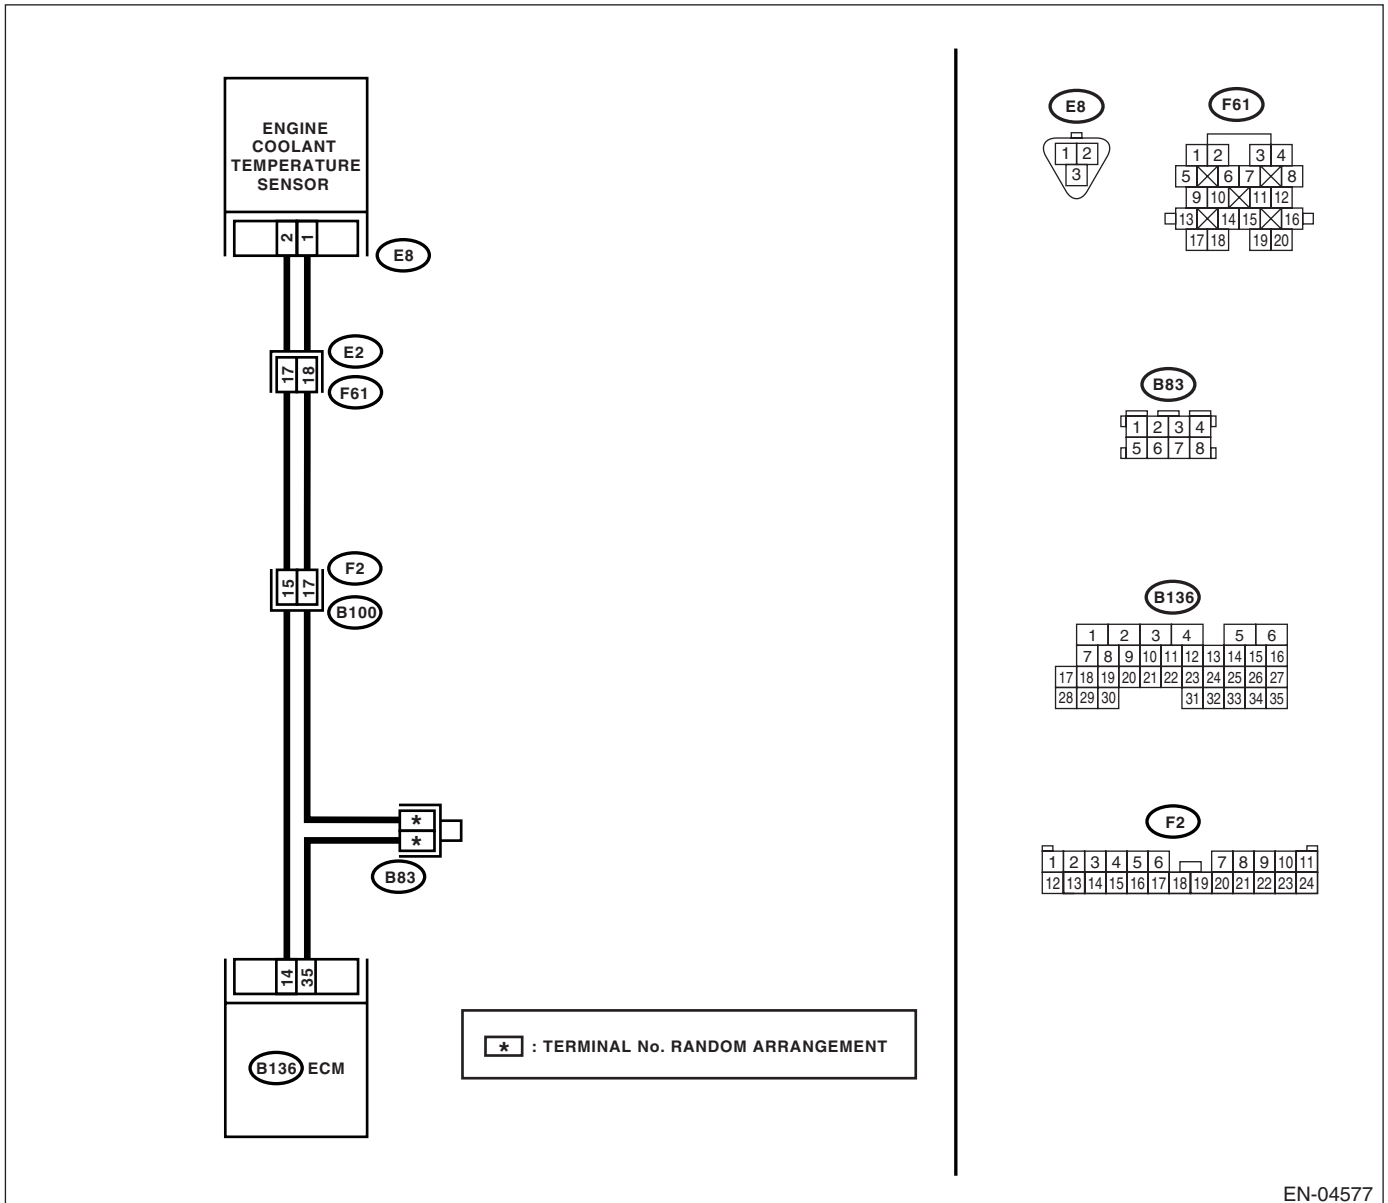 ENGINE
COOLANT
TEMPERATURE
SENSOR
2 1
E8
E2
17 18
F61
F2
15 17
B100
*
*
B83
14 35
B136 ECM
* : TERMINAL No. RANDOM ARRANGEMENT
E8
1 2
3
F61
1 2 3 4
5 6 7 8
9 10 11 12
13 14 15 16
17 18 19 20
B83
1 2 3 4
5 6 7 8
B136
1 2 3 4 5 6
7 8 9 10 11 12 13 14 15 16
17 18 19 20 21 22 23 24 25 26 27
28 29 30 31 32 33 34 35
F2
1 2 3 4 5 6 7 8 9 10 11
12 13 14 15 16 17 18 19 20 21 22 23 24
EN-04577